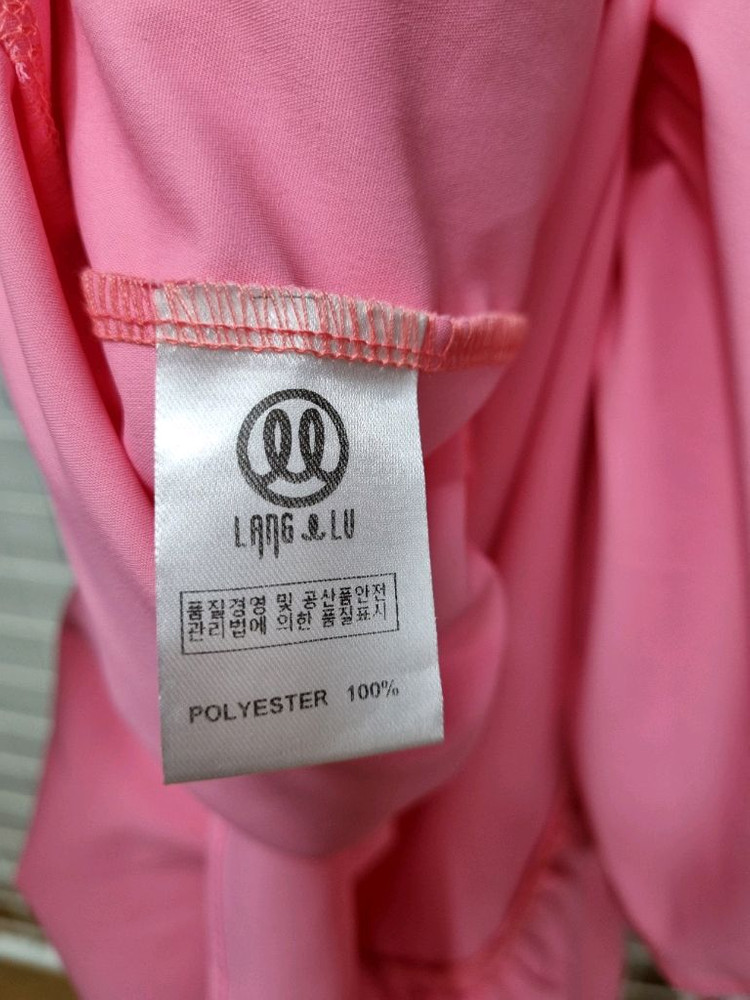 LANG & LU
품질경영 및 공산품안전
관리법에 의한 품질표시
POLYESTER 100%